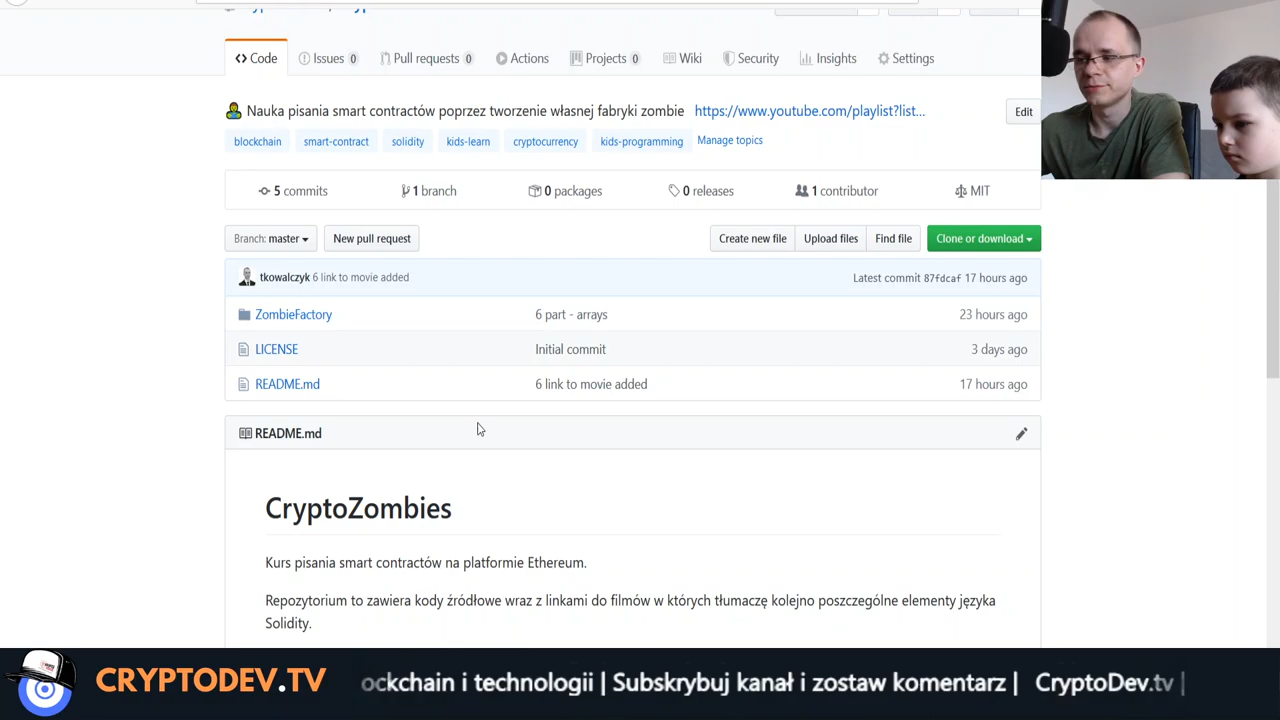 Code Issues 0 Pull requests 0 Actions Projects 0 Wiki Security Insights Settings
Nauka pisania smart contractów poprzez tworzenie własnej fabryki zombie https://www.youtube.com/playlist?list...
Edit
blockchain smart-contract solidity kids-learn cryptocurrency kids-programming Manage topics
5 commits 1 branch 0 packages 0 releases 1 contributor MIT
Branch: master New pull request Create new file Upload files Find file Clone or download
tkowalczyk 6 link to movie added Latest commit 87fdcaf 17 hours ago
ZombieFactory 6 part - arrays 23 hours ago
LICENSE Initial commit 3 days ago
README.md 6 link to movie added 17 hours ago
README.md
CryptoZombies
Kurs pisania smart contractów na platformie Ethereum.
Repozytorium to zawiera kody źródłowe wraz z linkami do filmów w których tłumaczę kolejno poszczególne elementy języka
Solidity.
CRYPTODEV.TV ockchain i technologii | Subskrybuj kanał i zostaw komentarz | CryptoDev.tv |